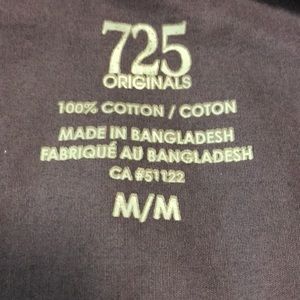 725
ORIGINALS
100% COTTON / COTON
MADE IN BANGLADESH
FABRIQUÉ AU BANGLADESH
CA #51122
M/M